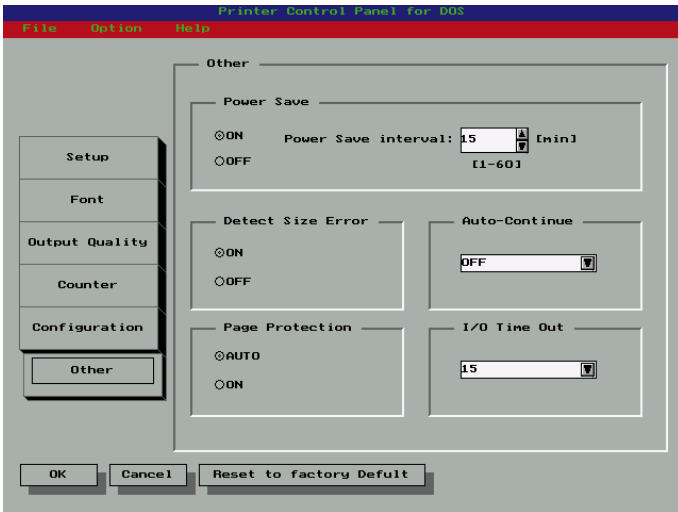 Printer Control Panel for DOS
File Option Help
Other
Power Save
ON Power Save interval: 15 [min]
OFF [1-60]
Setup
Font
Output Quality
Counter
Configuration
Other
Detect Size Error
ON
OFF
Auto-Continue
OFF
Page Protection
AUTO
ON
I/O Time Out
15
OK Cancel Reset to factory Defult